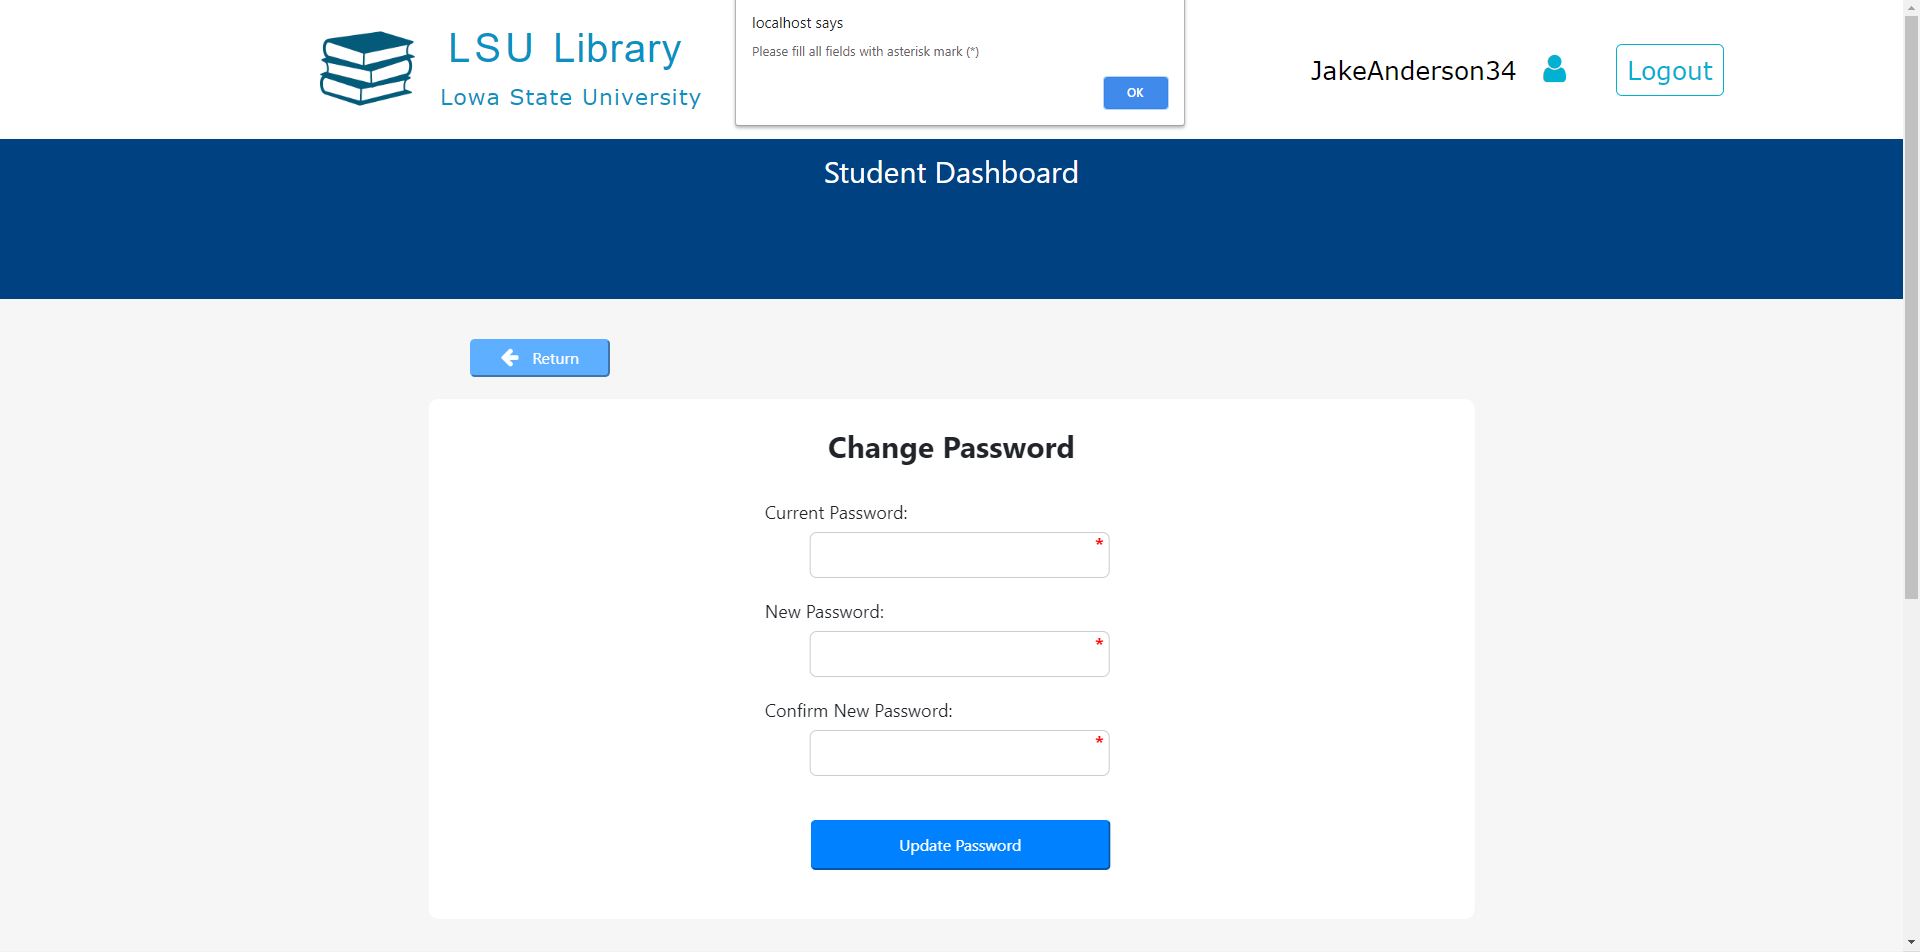 localhost says
Please fill all fields with asterisk mark (*)
OK
LSU Library
Lowa State University
JakeAnderson34
Logout
Student Dashboard
Return
Change Password
Current Password:
*
New Password:
*
Confirm New Password:
*
Update Password